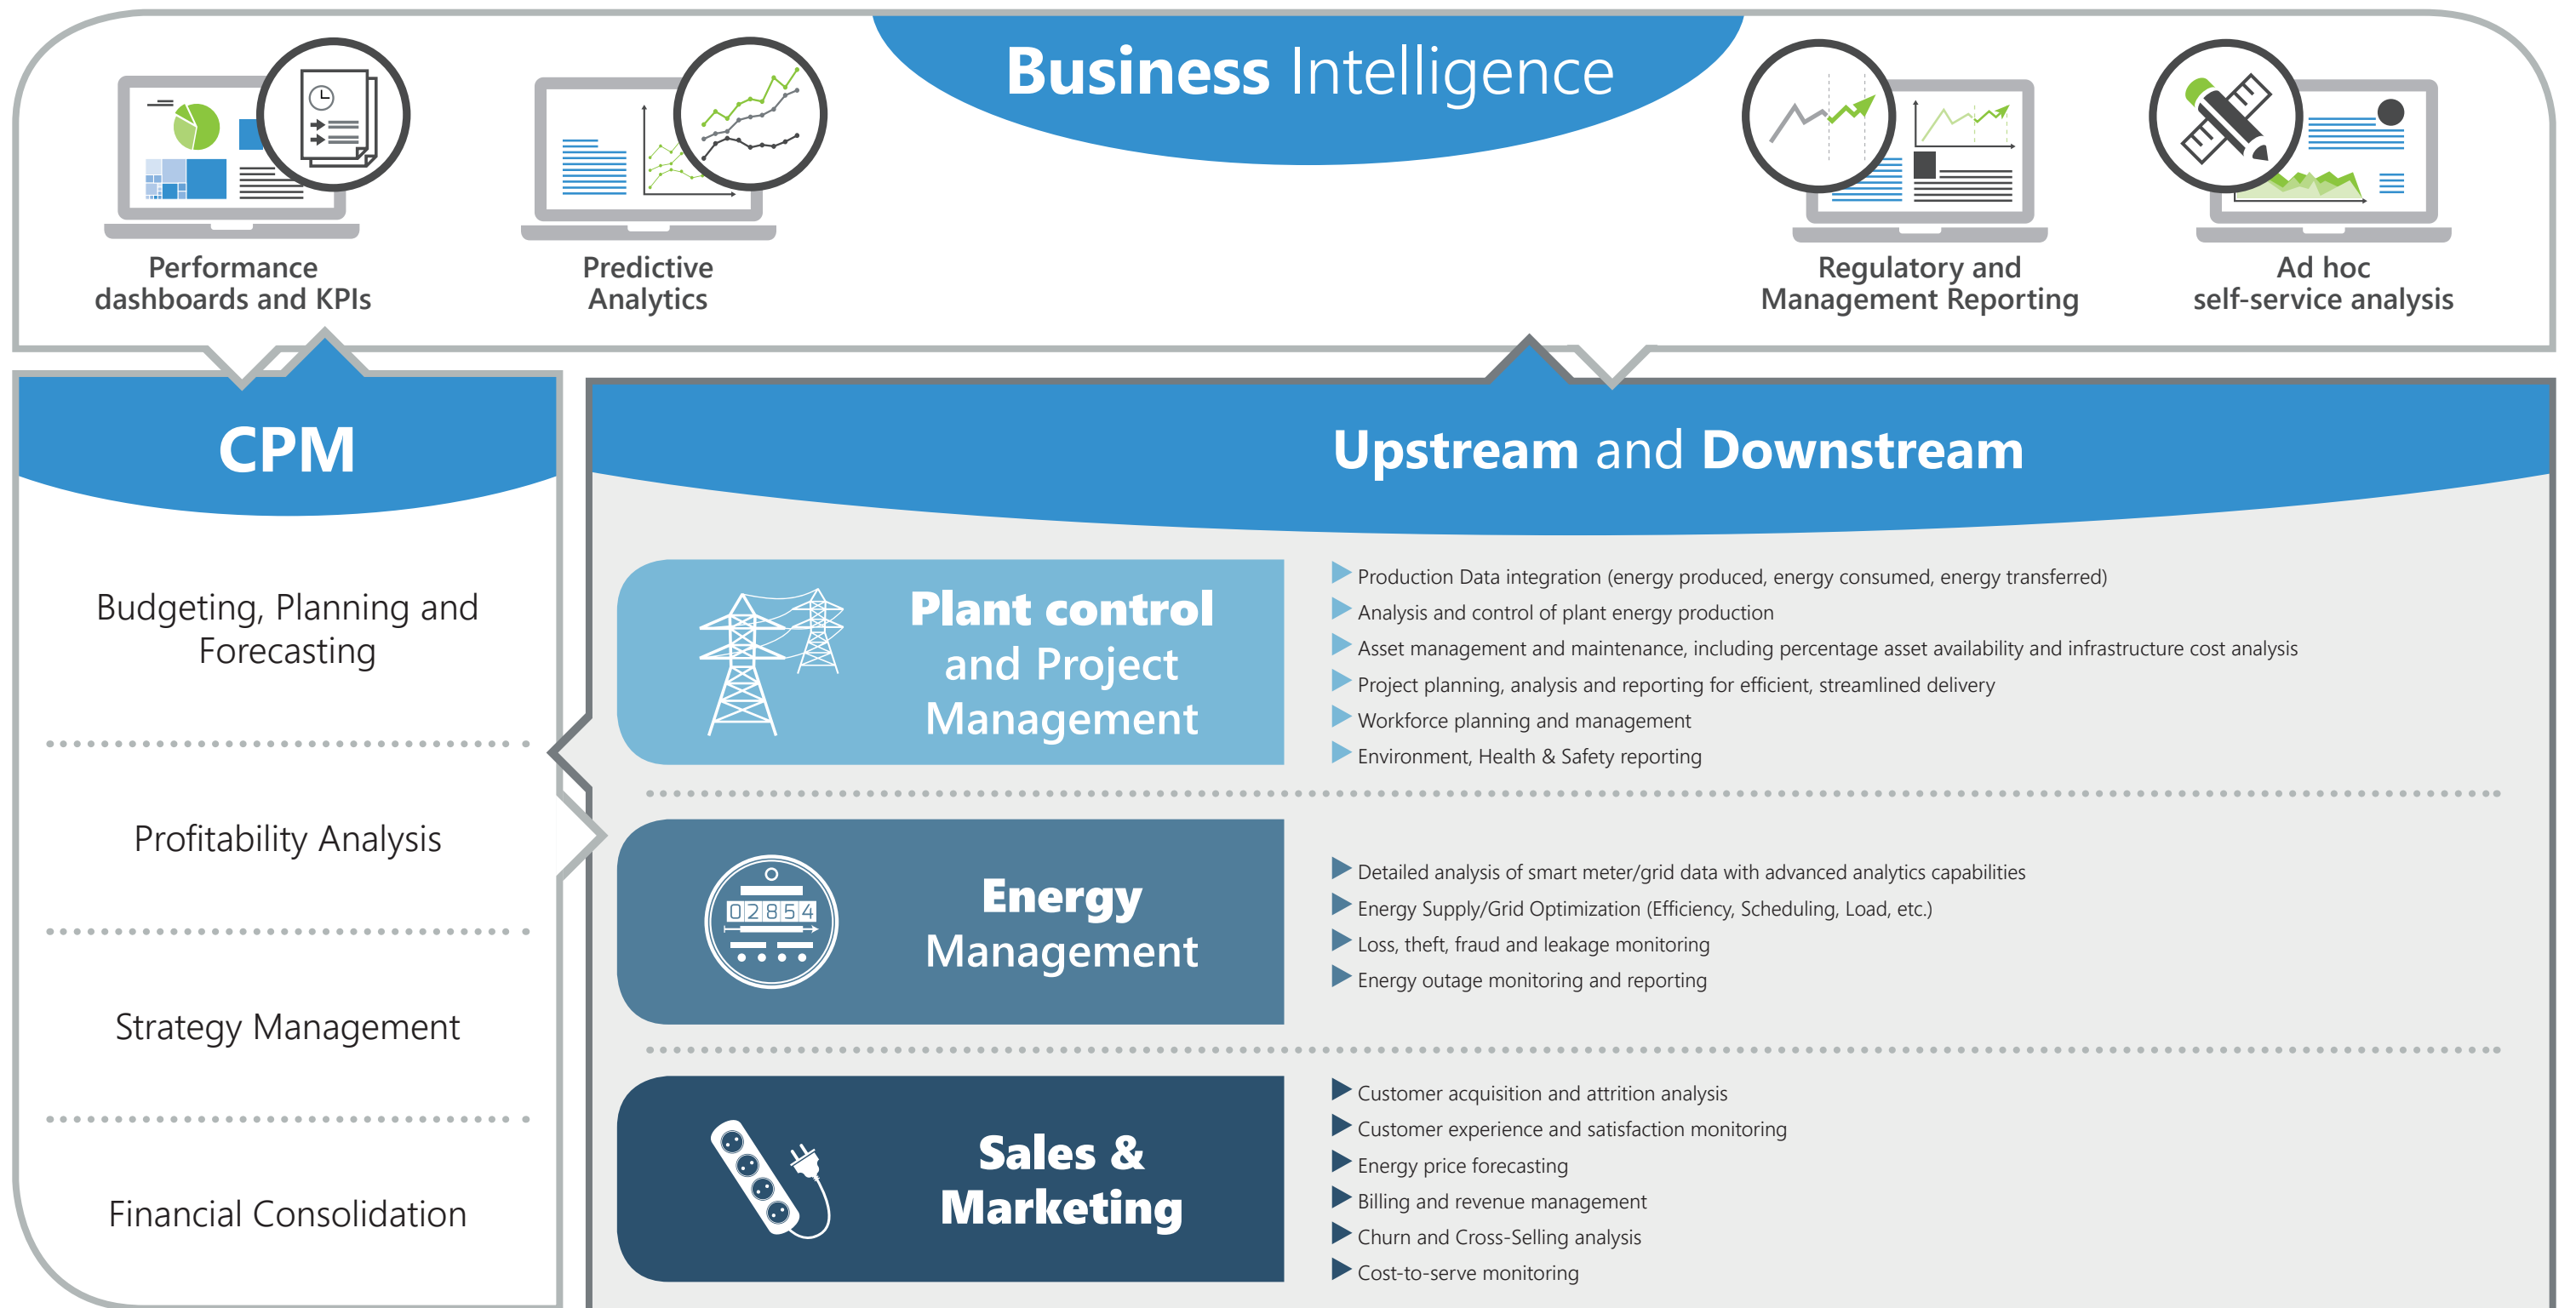 Business Intelligence
Performance
dashboards and KPIs
Predictive
Analytics
Regulatory and
Management Reporting
Ad hoc
self-service analysis
CPM
Budgeting, Planning and
Forecasting
Profitability Analysis
Strategy Management
Financial Consolidation
Upstream and Downstream
Plant control
and Project
Management
Production Data integration (energy produced, energy consumed, energy transferred)
Analysis and control of plant energy production
Asset management and maintenance, including percentage asset availability and infrastructure cost analysis
Project planning, analysis and reporting for efficient, streamlined delivery
Workforce planning and management
Environment, Health & Safety reporting
02854
Energy
Management
Detailed analysis of smart meter/grid data with advanced analytics capabilities
Energy Supply/Grid Optimization (Efficiency, Scheduling, Load, etc.)
Loss, theft, fraud and leakage monitoring
Energy outage monitoring and reporting
Sales &
Marketing
Customer acquisition and attrition analysis
Customer experience and satisfaction monitoring
Energy price forecasting
Billing and revenue management
Churn and Cross-Selling analysis
Cost-to-serve monitoring